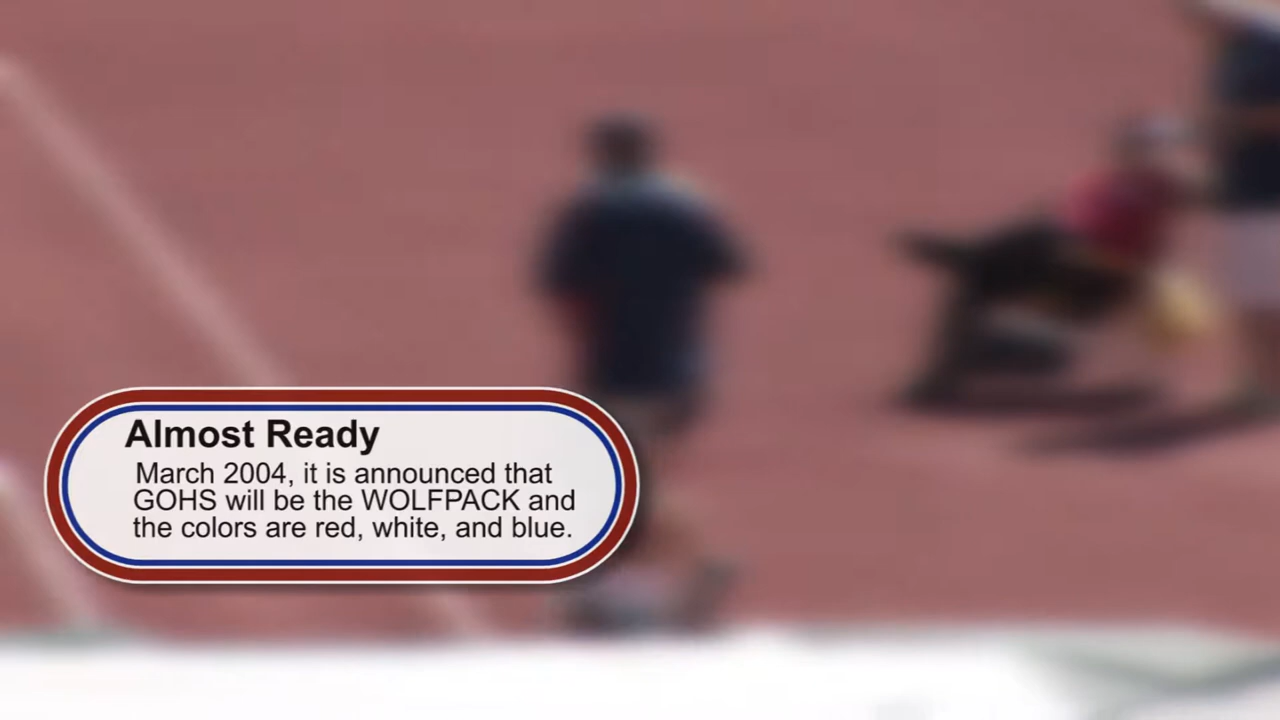 Almost Ready
March 2004, it is announced that
GOHS will be the WOLFPACK and
the colors are red, white, and blue.